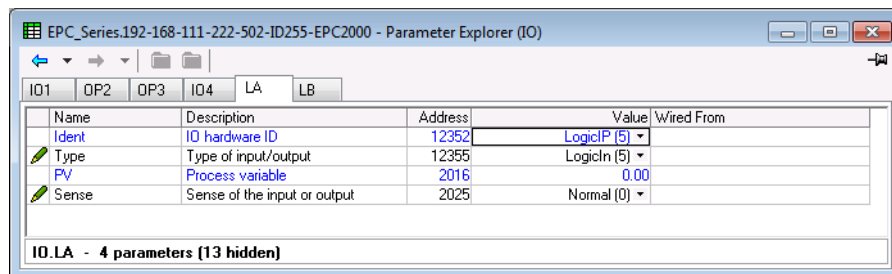 EPC_Series.192-168-111-222-502-ID255-EPC2000 - Parameter Explorer (IO)
IO1 OP2 OP3 IO4 LA LB
Name Description Address Value Wired From
Ident IO hardware ID 12352 LogicIP (5)
Type Type of input/output 12355 LogicIn (5)
PV Process variable 2016 0.00
Sense Sense of the input or output 2025 Normal (0)
IO.LA - 4 parameters (13 hidden)